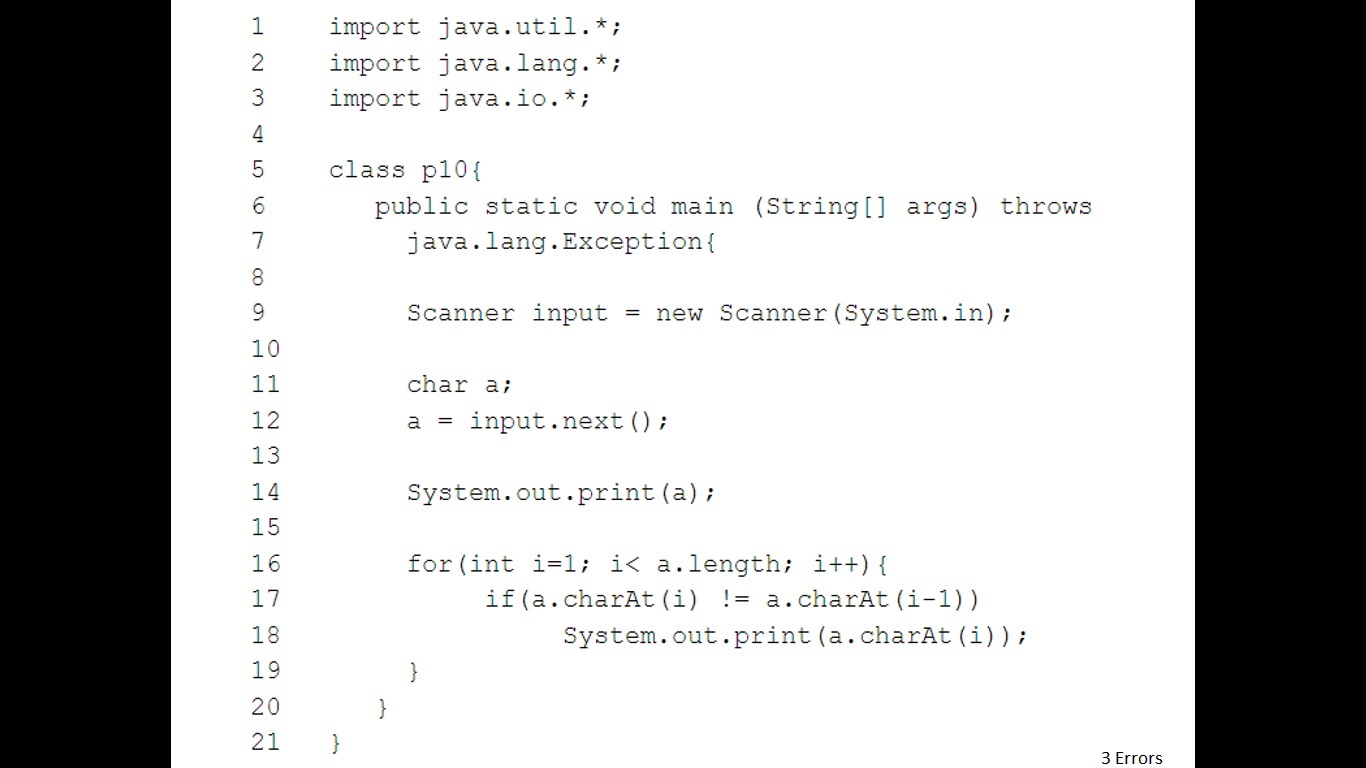 1 import java.util.*;
2 import java.lang.*;
3 import java.io.*;
4
5 class p10{
6 public static void main (String[] args) throws
7 java.lang.Exception{
8
9 Scanner input = new Scanner(System.in);
10
11 char a;
12 a = input.next();
13
14 System.out.print(a);
15
16 for(int i=1; i< a.length; i++){
17 if(a.charAt(i) != a.charAt(i-1))
18 System.out.print(a.charAt(i));
19 }
20 }
21 }
3 Errors